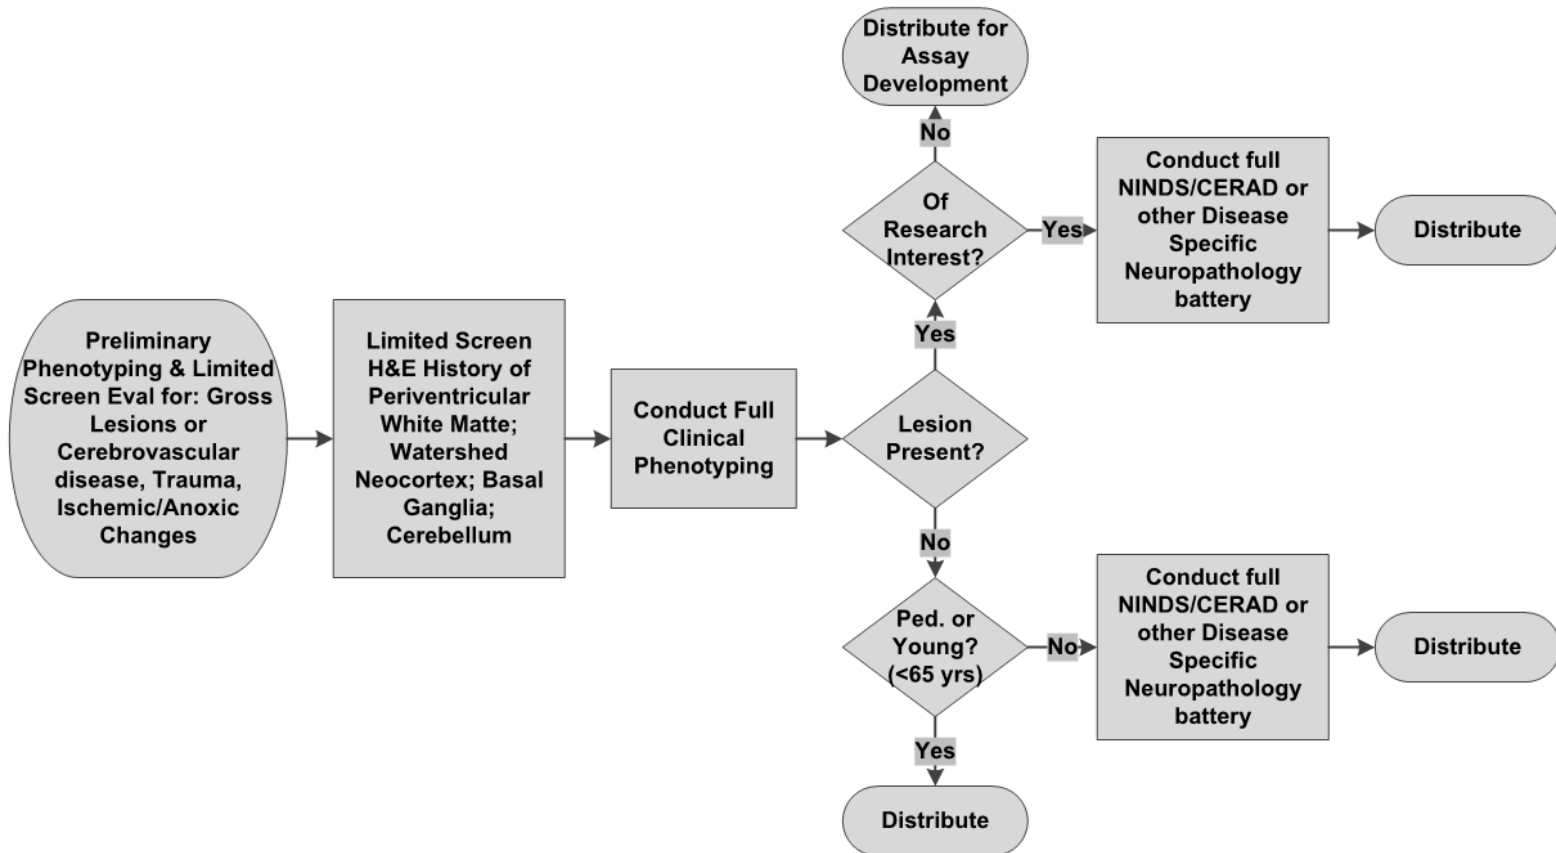 Preliminary
Phenotyping & Limited
Screen Eval for: Gross
Lesions or
Cerebrovascular
disease, Trauma,
Ischemic/Anoxic
Changes
Limited Screen
H&E History of
Periventricular
White Matte;
Watershed
Neocortex; Basal
Ganglia;
Cerebellum
Conduct Full
Clinical
Phenotyping
Lesion
Present?
Yes
Of
Research
Interest?
No
Distribute for
Assay
Development
Yes
Conduct full
NINDS/CERAD or
other Disease
Specific
Neuropathology
battery
Distribute
No
Ped. or
Young?
(<65 yrs)
No
Conduct full
NINDS/CERAD or
other Disease
Specific
Neuropathology
battery
Distribute
Yes
Distribute